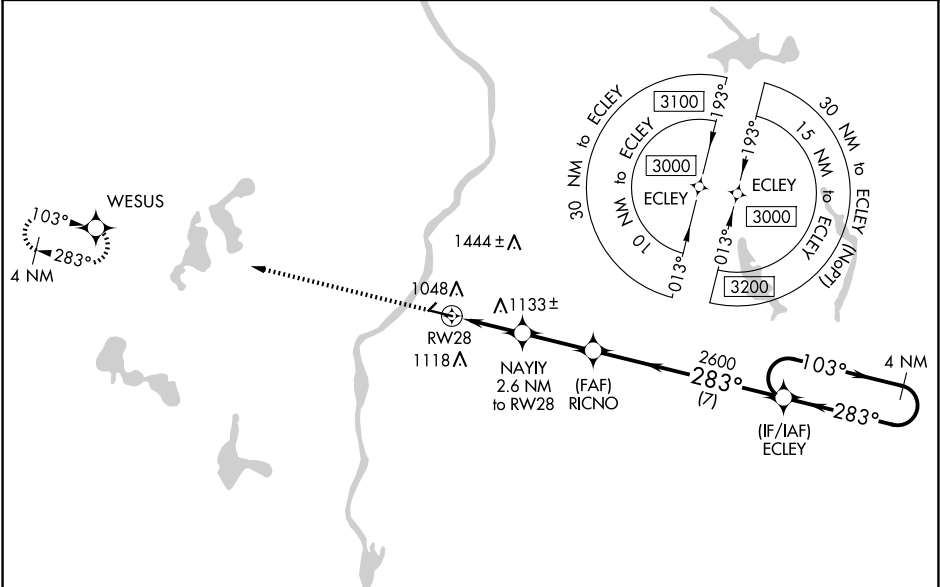 WESUS
103°
283°
4 NM
1444 ±
1048
1133 ±
RW28
1118
NAYIY
2.6 NM
to RW28
(FAF)
RICNO
2600
283°
(7)
103°
4 NM
283°
(IF/IAF)
ECLEY
30 NM to ECLEY
3100
193°
10 NM to ECLEY
3000
ECLEY
013°
30 NM to ECLEY (NoPT)
193°
15 NM to ECLEY
ECLEY
3000
013°
3200